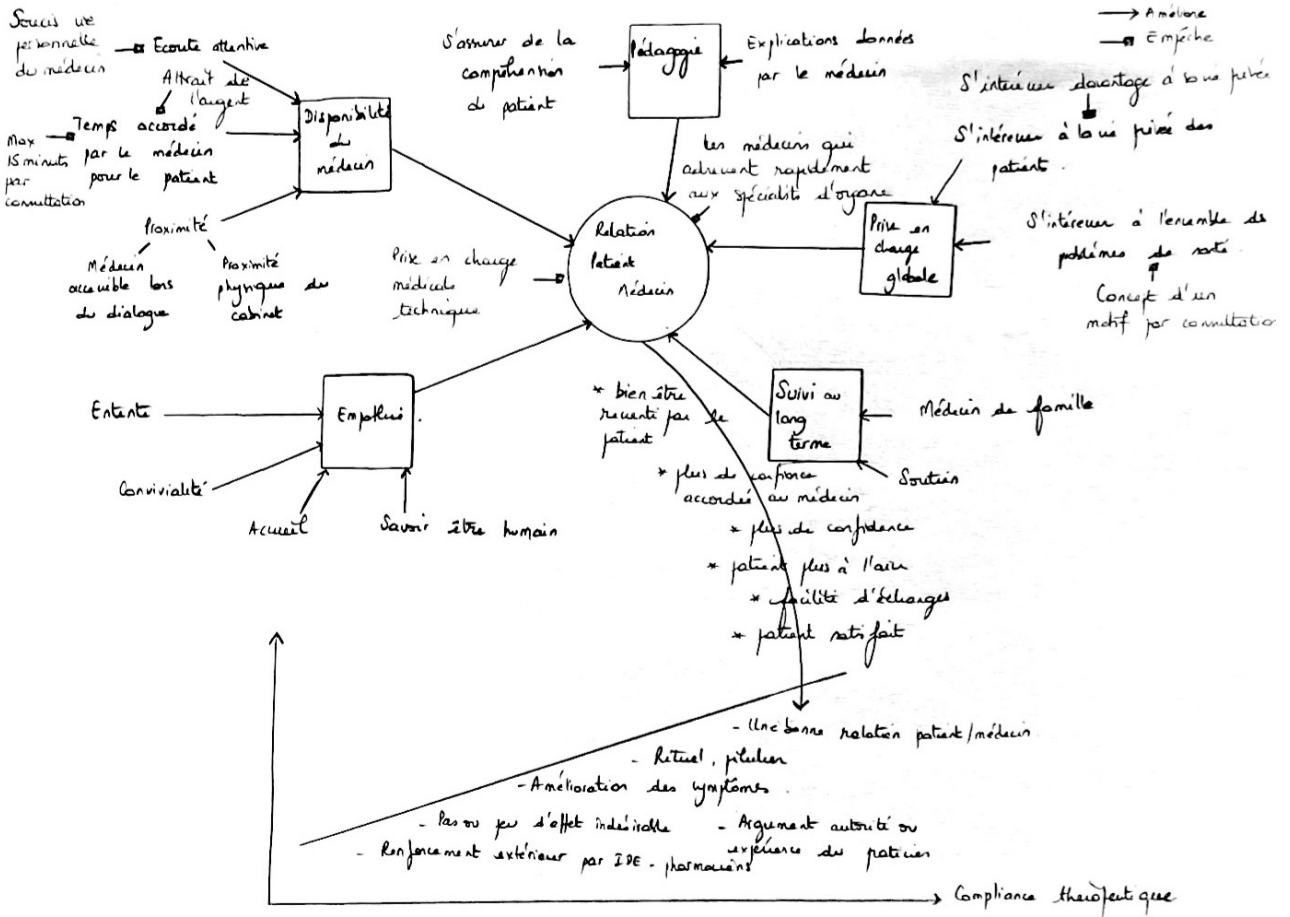 Soucis vie
personnelle
du médecin
Ecoute attentive
Attrait de
l'argent
Max
15 minuts
par
consultation
Temps accordé
par le médecin
pour le patient
Disponibilité
du
médecin
Proximité
Médecin
accessible lors
du dialogue
Proximité
physique du
cabinet
S'assurer de la
compréhension
du patient
Pédagogie
Explications données
par le médecin
Améliore
Empêche
S'intéresser davantage à la vie privée
S'intéresser à la vie privée des
patient.
Les médecins qui
adressent rapidement
aux spécialités d'organe
Prise en
charge
globale
S'intéresser à l'ensemble des
problèmes de santé.
Concept d'un
motif par consultation
Relation
Patient
Médecin
Prise en charge
médicale
technique
Entente
Convivialité
Accueil
Savoir être humain
Empathie.
Suivi au
long
terme
Médecin de famille
Soutien
* bien être
ressenti par le
patient
* plus de confiance
accordée au médecin
* plus de confidence
* patient plus à l'aise
* facilité d'échanges
* patient satisfait
- Une bonne relation patient/médecin
- Rituel, pilulier
- Amélioration des symptômes.
- Pas ou peu d'effet indésirable
- Argument autorité ou
expérience du praticien
- Renforcement extérieur par IDE - pharmaciens
Compliance thérapeutique